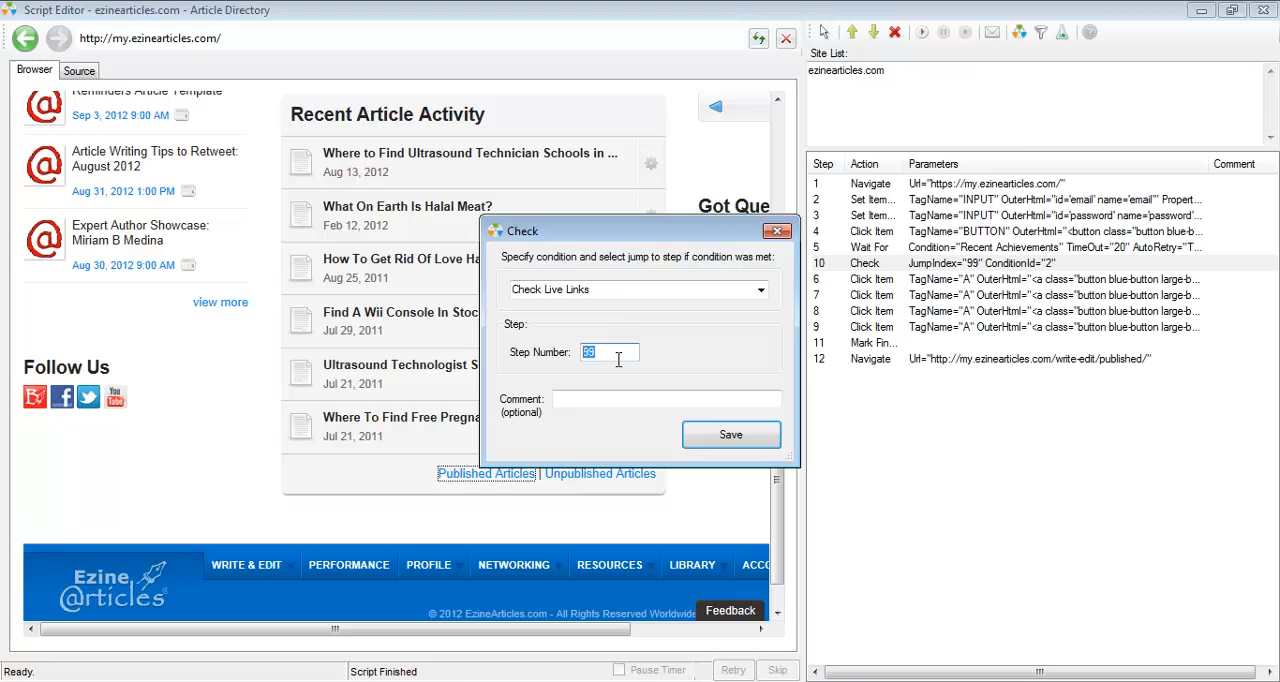 Script Editor - ezinearticles.com - Article Directory
http://my.ezinearticles.com/
Browser
Source
Reminders Article Template
Sep 3, 2012 9:00 AM
Article Writing Tips to Retweet:
August 2012
Aug 31, 2012 1:00 PM
Expert Author Showcase:
Miriam B Medina
Aug 30, 2012 9:00 AM
view more
Follow Us
You
Tube
Recent Article Activity
Where to Find Ultrasound Technician Schools in ...
Aug 13, 2012
What On Earth Is Halal Meat?
Feb 12, 2012
How To Get Rid Of Love Ha
Aug 25, 2011
Find A Wii Console In Stoc
Jul 29, 2011
Ultrasound Technologist S
Jul 21, 2011
Where To Find Free Pregna
Jul 21, 2011
Published Articles | Unpublished Articles
Got Que
Check
Specify condition and select jump to step if condition was met:
Check Live Links
Step:
Step Number: 99
Comment:
(optional)
Save
Ezine
@rticles
WRITE & EDIT
PERFORMANCE
PROFILE
NETWORKING
RESOURCES
LIBRARY
ACCO
© 2012 EzineArticles.com - All Rights Reserved Worldwide
Feedback
Ready.
Script Finished
Pause Timer
Retry
Skip
Site List:
ezinearticles.com
Step Action Parameters Comment
1 Navigate Url="https://my.ezinearticles.com/"
2 Set Item... TagName="INPUT" OuterHtml="id='email' name='email'" Propert...
3 Set Item... TagName="INPUT" OuterHtml="id='password' name='password'...
4 Click Item TagName="BUTTON" OuterHtml="<button class="button blue-b...
5 Wait For Condition="Recent Achievements" TimeOut="20" AutoRetry="T...
10 Check JumpIndex="99" ConditionId="2"
6 Click Item TagName="A" OuterHtml="<a class="button blue-button large-b...
7 Click Item TagName="A" OuterHtml="<a class="button blue-button large-b...
8 Click Item TagName="A" OuterHtml="<a class="button blue-button large-b...
9 Click Item TagName="A" OuterHtml="<a class="button blue-button large-b...
11 Mark Fin...
12 Navigate Url="http://my.ezinearticles.com/write-edit/published/"